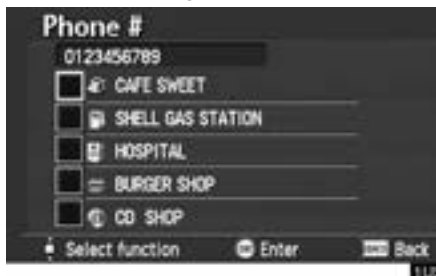 Phone #
0123456789
CAFE SWEET
SHELL GAS STATION
HOSPITAL
BURGER SHOP
CD SHOP
Select function Enter Back